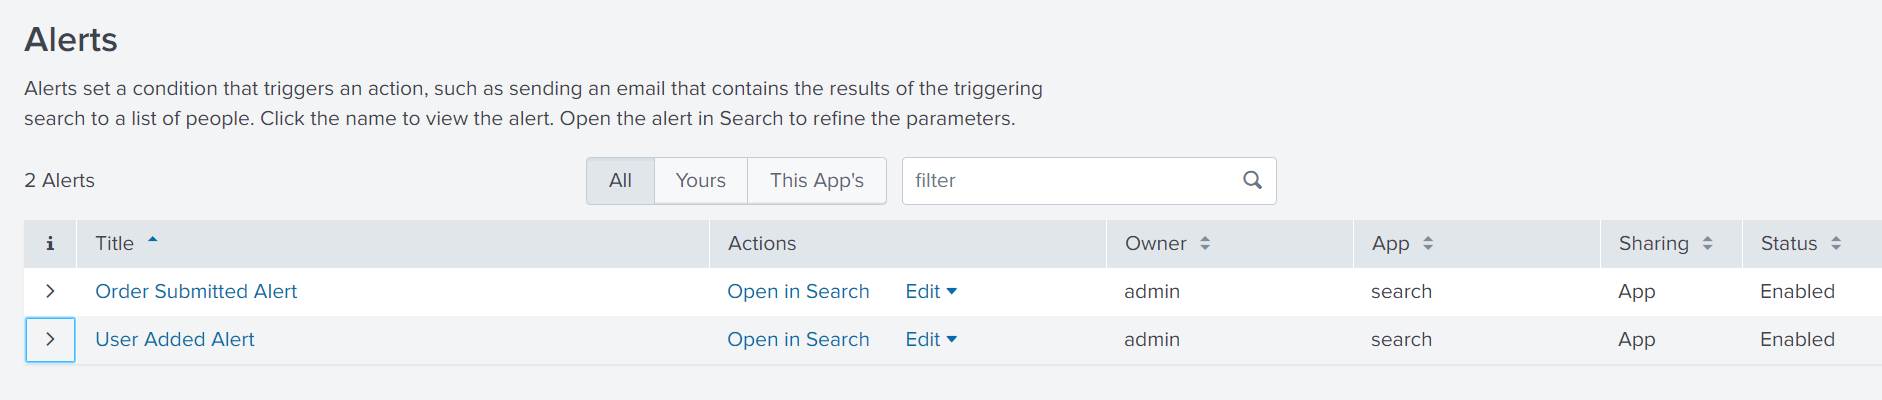 Alerts
Alerts set a condition that triggers an action, such as sending an email that contains the results of the triggering
search to a list of people. Click the name to view the alert. Open the alert in Search to refine the parameters.
2 Alerts All Yours This App's filter
i Title Actions Owner App Sharing Status
Order Submitted Alert Open in Search Edit admin search App Enabled
User Added Alert Open in Search Edit admin search App Enabled